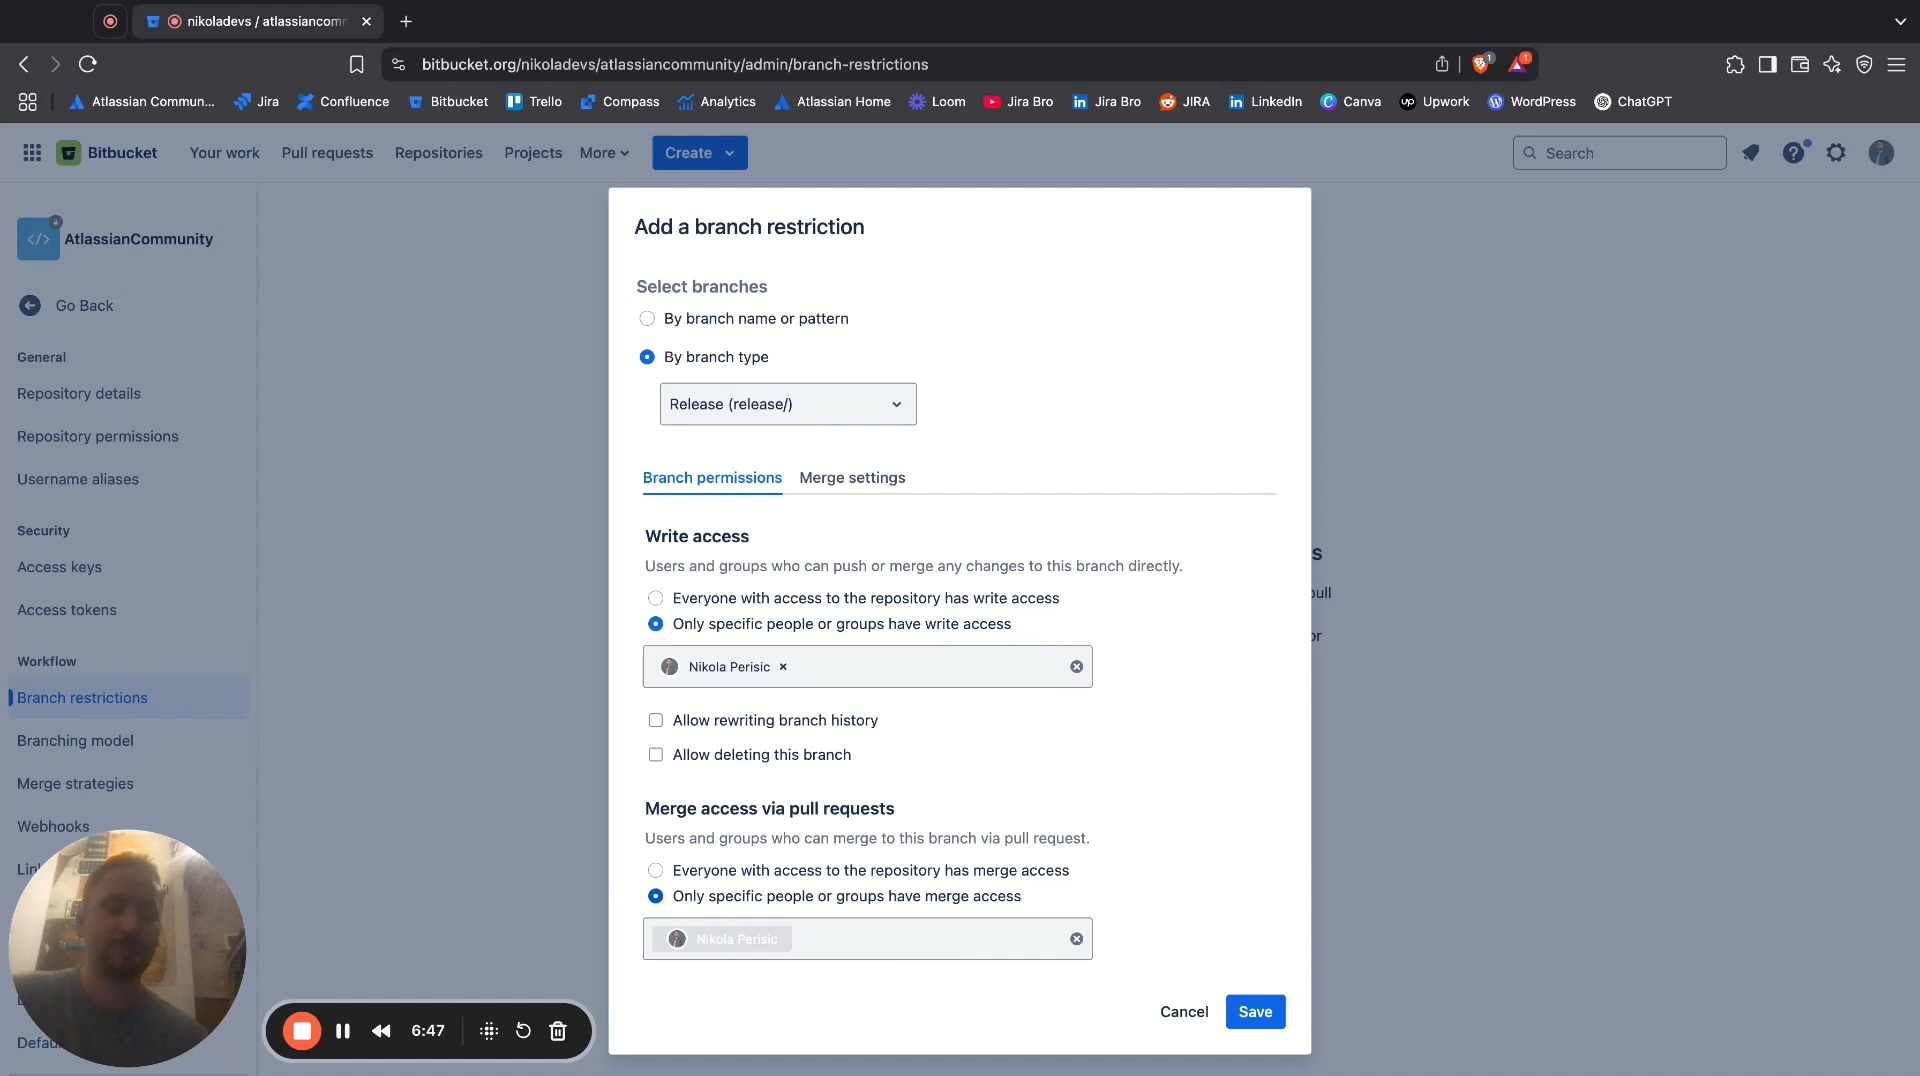 nikoladevs / atlassiancomm
bitbucket.org/nikoladevs/atlassiancommunity/admin/branch-restrictions
1
1
Atlassian Commun...
Jira
Confluence
Bitbucket
Trello
Compass
Analytics
Atlassian Home
Loom
Jira Bro
Jira Bro
JIRA
LinkedIn
Canva
Upwork
WordPress
ChatGPT
Bitbucket
Your work
Pull requests
Repositories
Projects
More
Create
Search
AtlassianCommunity
Go Back
General
Repository details
Repository permissions
Username aliases
Security
Access keys
Access tokens
Workflow
Branch restrictions
Branching model
Merge strategies
Webhooks
Add a branch restriction
Select branches
By branch name or pattern
By branch type
Release (release/)
Branch permissions
Merge settings
Write access
Users and groups who can push or merge any changes to this branch directly.
Everyone with access to the repository has write access
Only specific people or groups have write access
Nikola Perisic
Allow rewriting branch history
Allow deleting this branch
Merge access via pull requests
Users and groups who can merge to this branch via pull request.
Everyone with access to the repository has merge access
Only specific people or groups have merge access
Nikola Perisic
Cancel
Save
s
pull
or
6:47